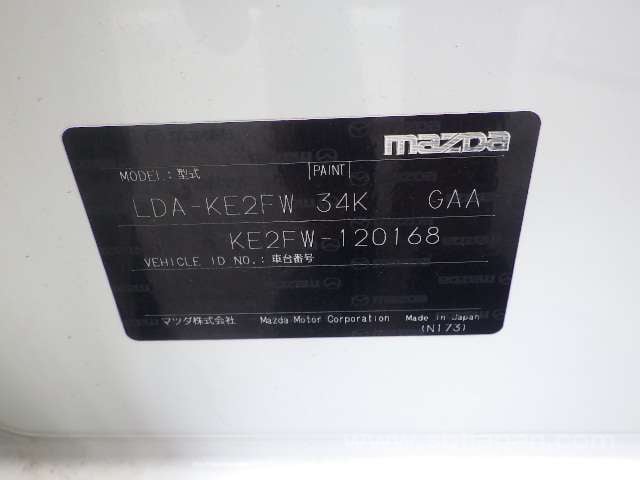 mazda
MODEL: 型式 PAINT
LDA-KE2FW 34K GAA
KE2FW-120168
VEHICLE ID NO.: 車台番号
マツダ株式会社 Mazda Motor Corporation Made in Japan
(N173)